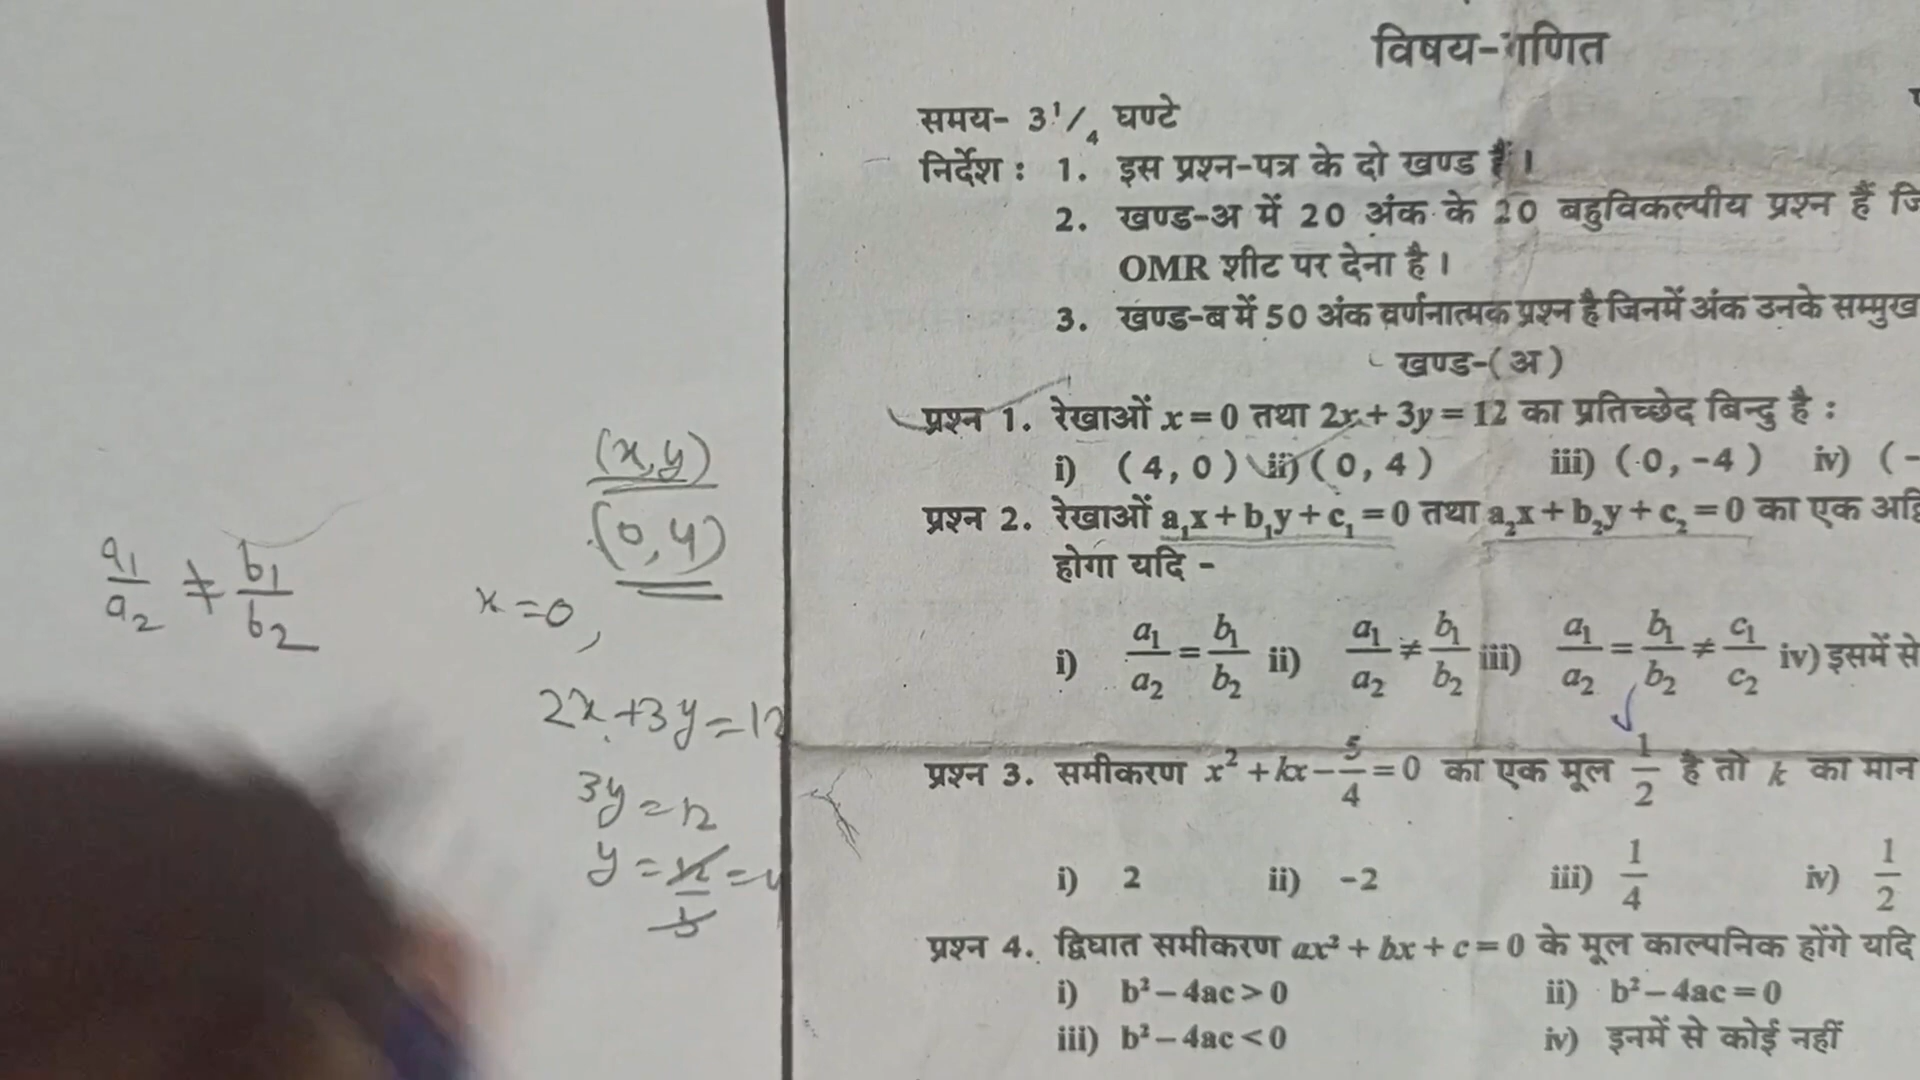 विषय-गणित
समय- 3 1/4 घण्टे
निर्देश : 1. इस प्रश्न-पत्र के दो खण्ड हैं।
2. खण्ड-अ में 20 अंक के 20 बहुविकल्पीय प्रश्न हैं
OMR शीट पर देना है।
3. खण्ड-ब में 50 अंक वर्णनात्मक प्रश्न है जिनमें अंक उनके सम्मुख
खण्ड-(अ)
प्रश्न 1. रेखाओं x = 0 तथा 2x + 3y = 12 का प्रतिच्छेद बिन्दु है :
i) (4, 0) ii) (0, 4) iii) (0, -4) iv) (-
प्रश्न 2. रेखाओं a₁x + b₁y + c₁ = 0 तथा a₂x + b₂y + c₂ = 0 का एक
होगा यदि -
i) a₁/a₂ = b₁/b₂ ii) a₁/a₂ ≠ b₁/b₂ iii) a₁/a₂ = b₁/b₂ ≠ c₁/c₂ iv) इसमें से
प्रश्न 3. समीकरण x² + kx - 5/4 = 0 का एक मूल 1/2 है तो k का मान
i) 2 ii) -2 iii) 1/4 iv) 1/2
प्रश्न 4. द्विघात समीकरण ax² + bx + c = 0 के मूल काल्पनिक होंगे यदि
i) b² – 4ac > 0 ii) b² – 4ac = 0
iii) b² – 4ac < 0 iv) इनमें से कोई नहीं
(x, y)
(0, 4)
a₁/a₂ ≠ b₁/b₂
x = 0,
2x + 3y = 12
3y = 12
y = 12/3 = 4